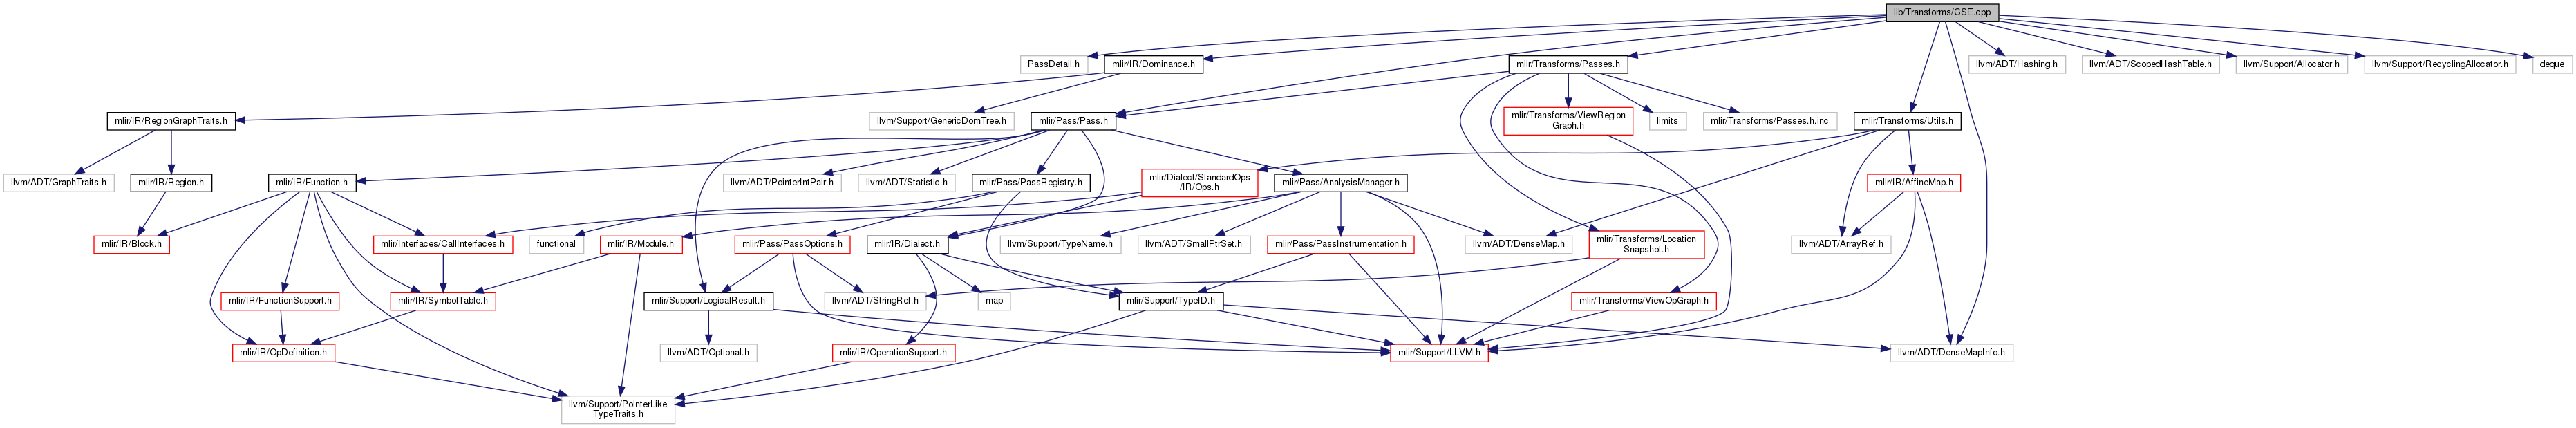 lib/Transforms/CSE.cpp
PassDetail.h
mlir/IR/Dominance.h
mlir/Transforms/Passes.h
llvm/ADT/Hashing.h
llvm/ADT/ScopedHashTable.h
llvm/Support/Allocator.h
llvm/Support/RecyclingAllocator.h
deque
mlir/IR/RegionGraphTraits.h
llvm/Support/GenericDomTree.h
mlir/Pass/Pass.h
mlir/Transforms/ViewRegion
Graph.h
limits
mlir/Transforms/Passes.h.inc
mlir/Transforms/Utils.h
llvm/ADT/GraphTraits.h
mlir/IR/Region.h
mlir/IR/Function.h
llvm/ADT/PointerIntPair.h
llvm/ADT/Statistic.h
mlir/Pass/PassRegistry.h
mlir/Dialect/StandardOps
/IR/Ops.h
mlir/Pass/AnalysisManager.h
mlir/IR/AffineMap.h
mlir/IR/Block.h
mlir/Interfaces/CallInterfaces.h
functional
mlir/IR/Module.h
mlir/Pass/PassOptions.h
mlir/IR/Dialect.h
llvm/Support/TypeName.h
llvm/ADT/SmallPtrSet.h
mlir/Pass/PassInstrumentation.h
llvm/ADT/DenseMap.h
mlir/Transforms/Location
Snapshot.h
llvm/ADT/ArrayRef.h
mlir/IR/FunctionSupport.h
mlir/IR/SymbolTable.h
mlir/Support/LogicalResult.h
llvm/ADT/StringRef.h
map
mlir/Support/TypeID.h
mlir/Transforms/ViewOpGraph.h
mlir/IR/OpDefinition.h
llvm/ADT/Optional.h
mlir/IR/OperationSupport.h
mlir/Support/LLVM.h
llvm/ADT/DenseMapInfo.h
llvm/Support/PointerLike
TypeTraits.h